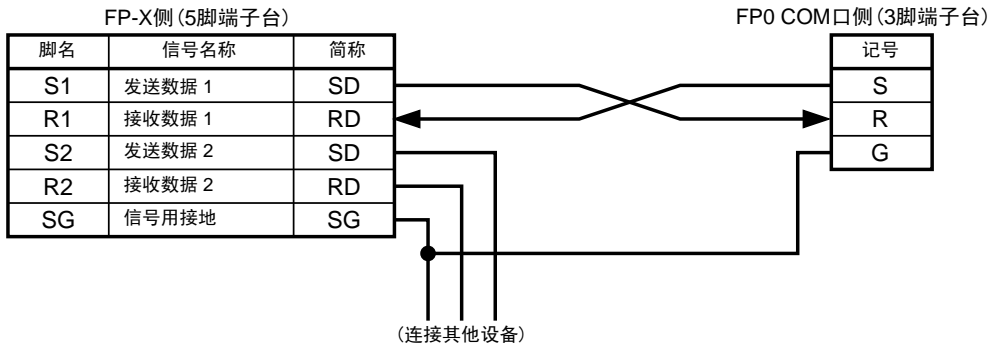 FP-X侧(5脚端子台)
FP0 COM口侧(3脚端子台)
脚名 信号名称 简称
S1 发送数据 1 SD
R1 接收数据 1 RD
S2 发送数据 2 SD
R2 接收数据 2 RD
SG 信号用接地 SG
记号
S
R
G
(连接其他设备)